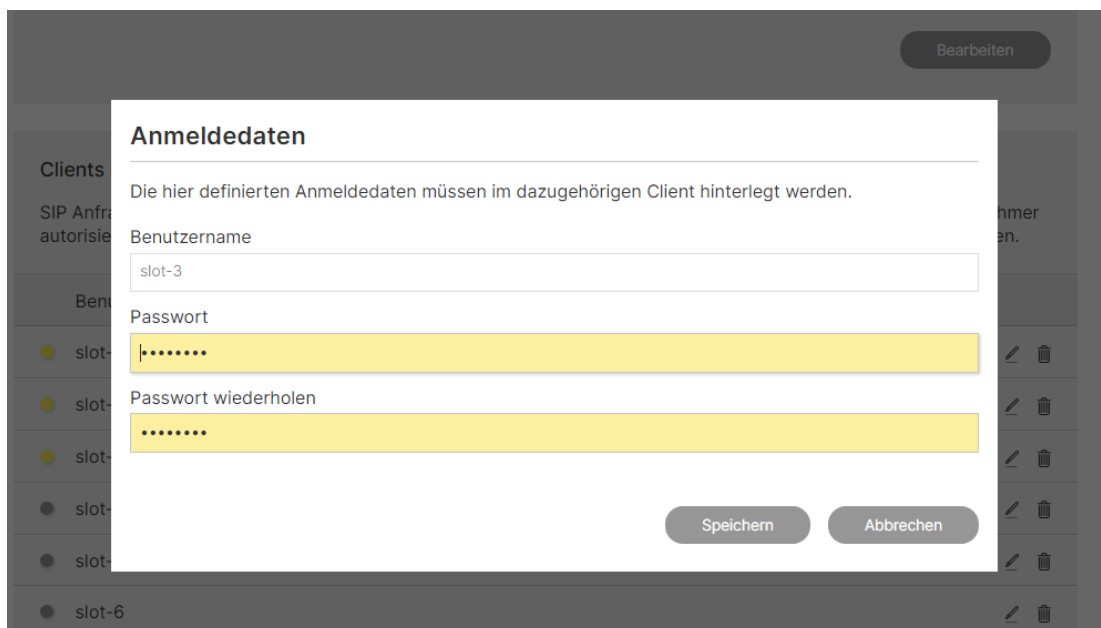 Bearbeiten
Anmeldedaten
Die hier definierten Anmeldedaten müssen im dazugehörigen Client hinterlegt werden.
Clients
SIP
autorisie
hmer
en.
Benutzername
slot-3
Benu
Passwort
••••••••
slot-
Passwort wiederholen
••••••••
slot-
slot-
slot-
Speichern
Abbrechen
slot-
slot-6